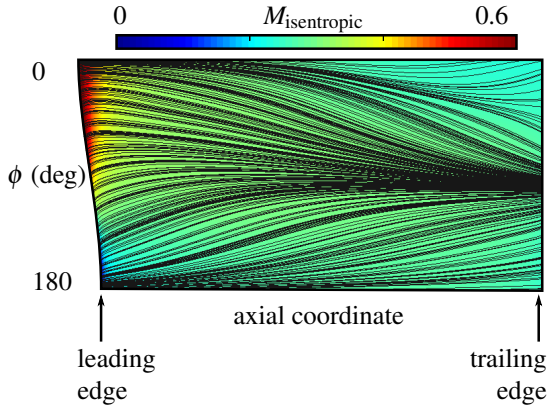 0 M_isentropic 0.6
0
ϕ (deg)
180
axial coordinate
leading
edge
trailing
edge